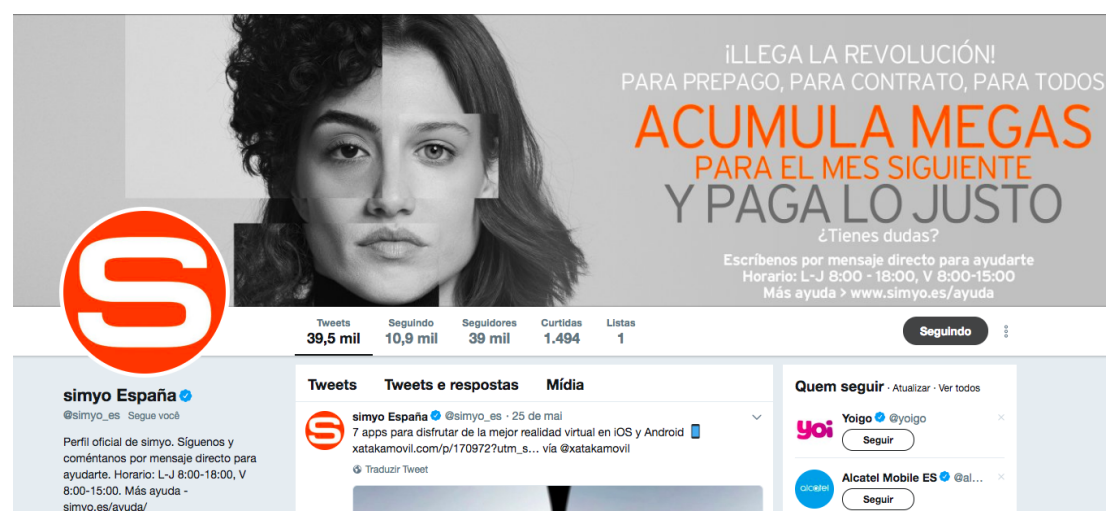 ¡LLEGA LA REVOLUCIÓN!
PARA PREPAGO, PARA CONTRATO, PARA TODOS
ACUMULA MEGAS
PARA EL MES SIGUIENTE
Y PAGA LO JUSTO
¿Tienes dudas?
Escríbenos por mensaje directo para ayudarte
Horario: L-J 8:00 - 18:00, V 8:00-15:00
Más ayuda > www.simyo.es/ayuda
S
Tweets Seguindo Seguidores Curtidas Listas
39,5 mil 10,9 mil 39 mil 1.494 1
Seguindo
simyo España
@simyo_es Segue você
Perfil oficial de simyo. Síguenos y
coméntanos por mensaje directo para
ayudarte. Horario: L-J 8:00-18:00, V
8:00-15:00. Más ayuda -
simyo.es/ayuda/
Tweets Tweets e respostas Mídia
S
simyo España @simyo_es · 25 de mai
7 apps para disfrutar de la mejor realidad virtual en iOS y Android
xatakamovil.com/p/170972?utm_s... vía @xatakamovil
Traduzir Tweet
Quem seguir · Atualizar · Ver todos
yoi
Yoigo @yoigo
Seguir
alcatel
Alcatel Mobile ES @al...
Seguir